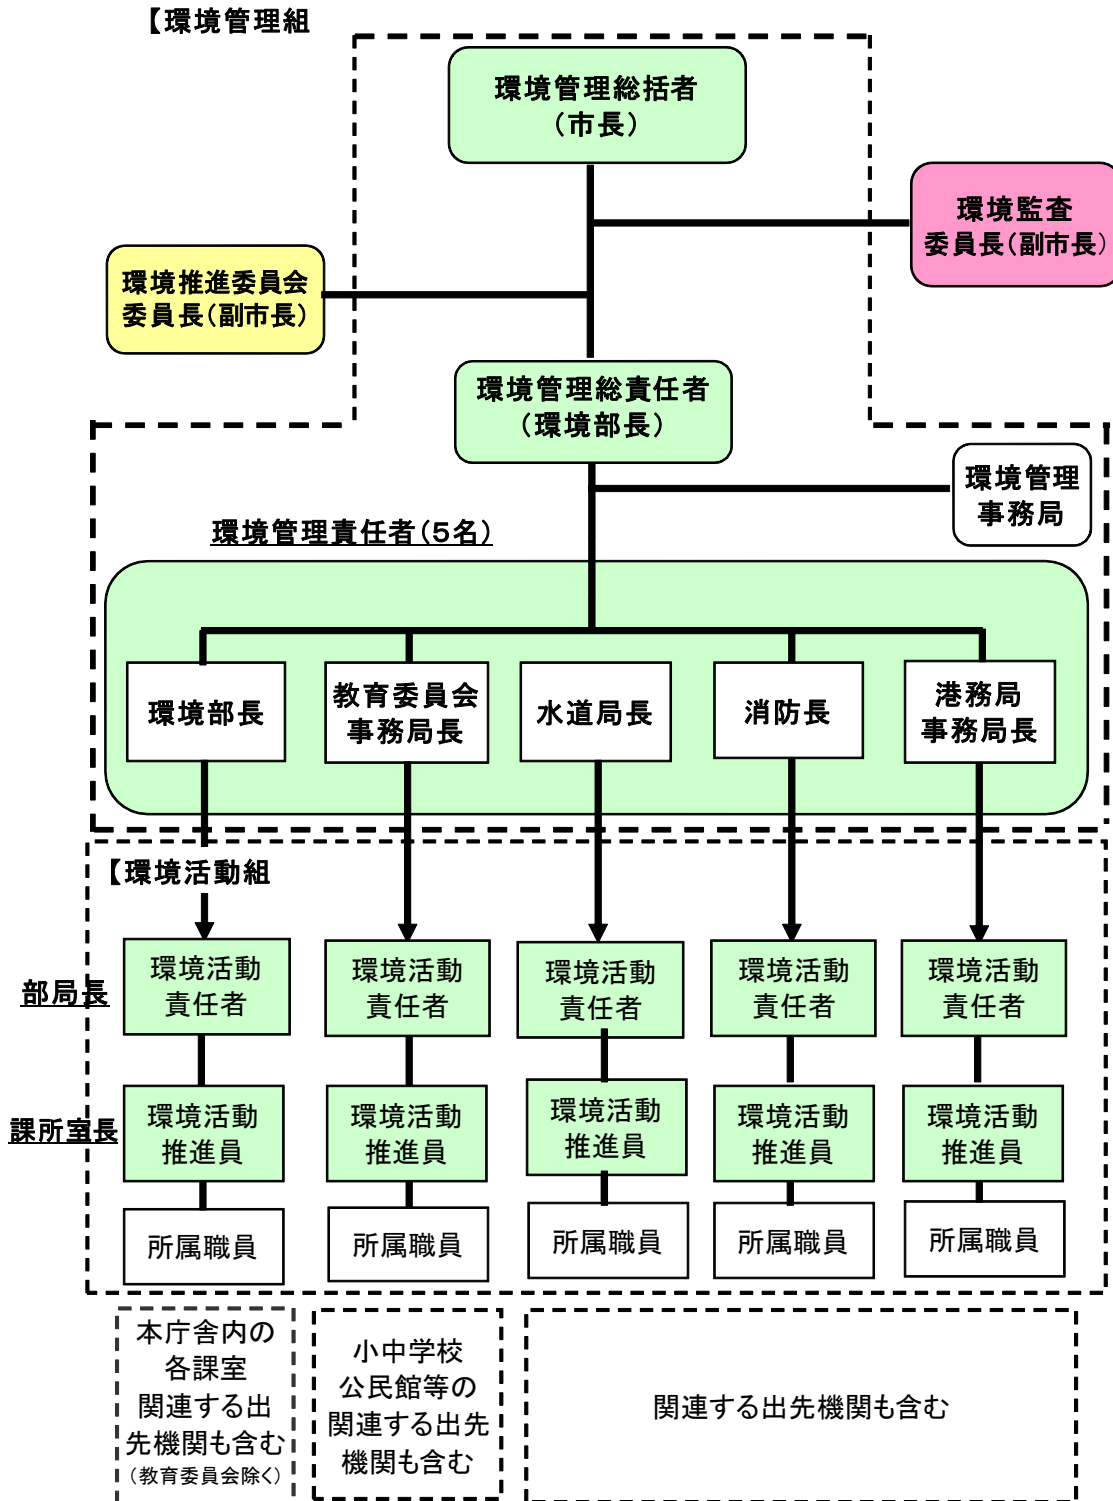 【環境管理組
環境管理総括者
（市長）
環境監査
委員長（副市長）
環境推進委員会
委員長（副市長）
環境管理総責任者
（環境部長）
環境管理
事務局
環境管理責任者（５名）
環境部長
教育委員会
事務局長
水道局長
消防長
港務局
事務局長
【環境活動組
部局長
環境活動
責任者
環境活動
責任者
環境活動
責任者
環境活動
責任者
環境活動
責任者
課所室長
環境活動
推進員
環境活動
推進員
環境活動
推進員
環境活動
推進員
環境活動
推進員
所属職員
所属職員
所属職員
所属職員
所属職員
本庁舎内の
各課室
関連する出
先機関も含む
（教育委員会除く）
小中学校
公民館等の
関連する出先
機関も含む
関連する出先機関も含む